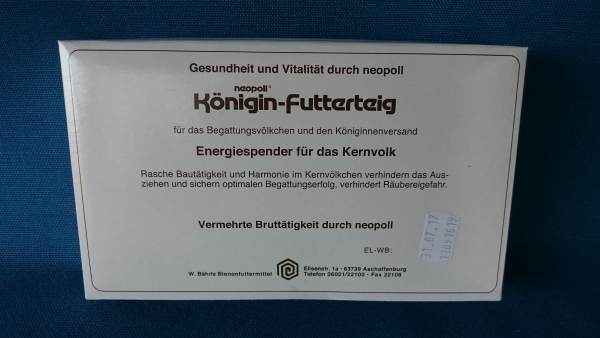 Gesundheit und Vitalität durch neopoll
neopoll®
Königin-Futterteig
für das Begattungsvölkchen und den Königinnenversand
Energiespender für das Kernvolk
Rasche Bautätigkeit und Harmonie im Kernvölkchen verhindern das Aus-
ziehen und sichern optimalen Begattungserfolg, verhindert Räubereigefahr.
Vermehrte Bruttätigkeit durch neopoll
EL-WB:
31.07.17
13051619
W. Bährle Bienenfuttermittel
Elisenstr. 1a · 63739 Aschaffenburg
Telefon 06021/22100 - Fax 22108